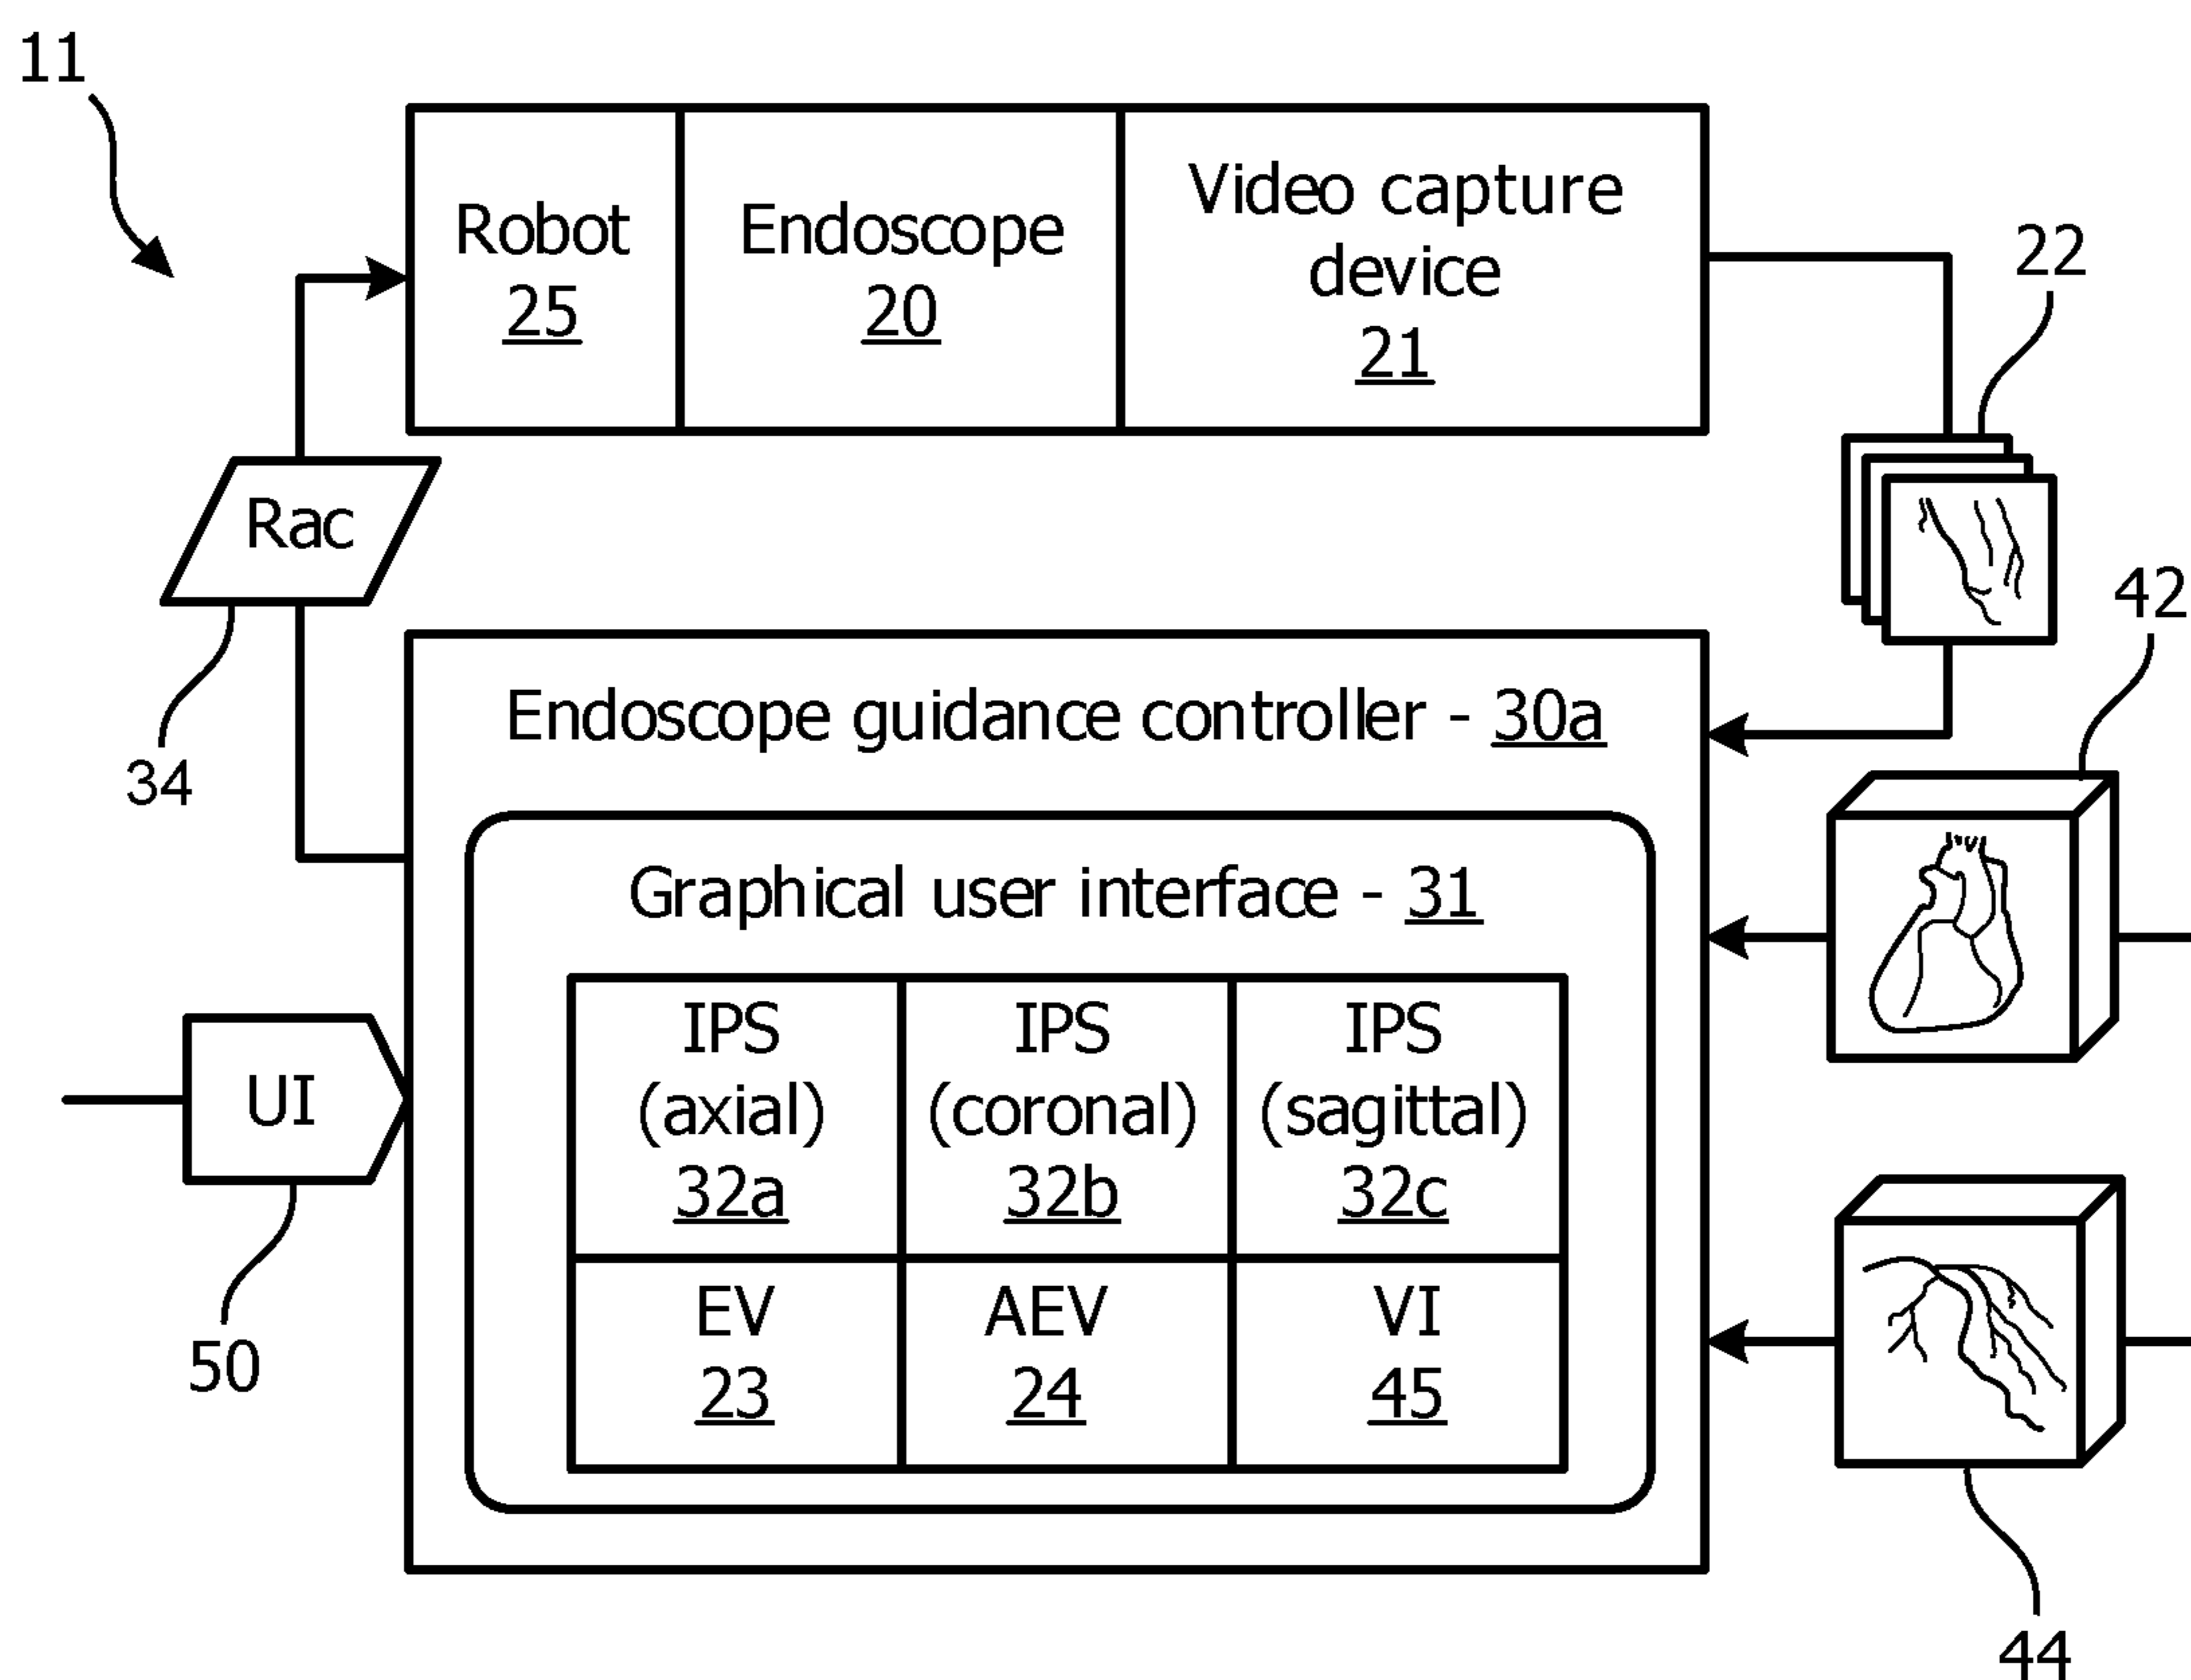 11
Robot
25
Endoscope
20
Video capture
device
21
22
Rac
34
42
Endoscope guidance controller - 30a
Graphical user interface - 31
IPS
(axial)
32a
IPS
(coronal)
32b
IPS
(sagittal)
32c
EV
23
AEV
24
VI
45
UI
50
44